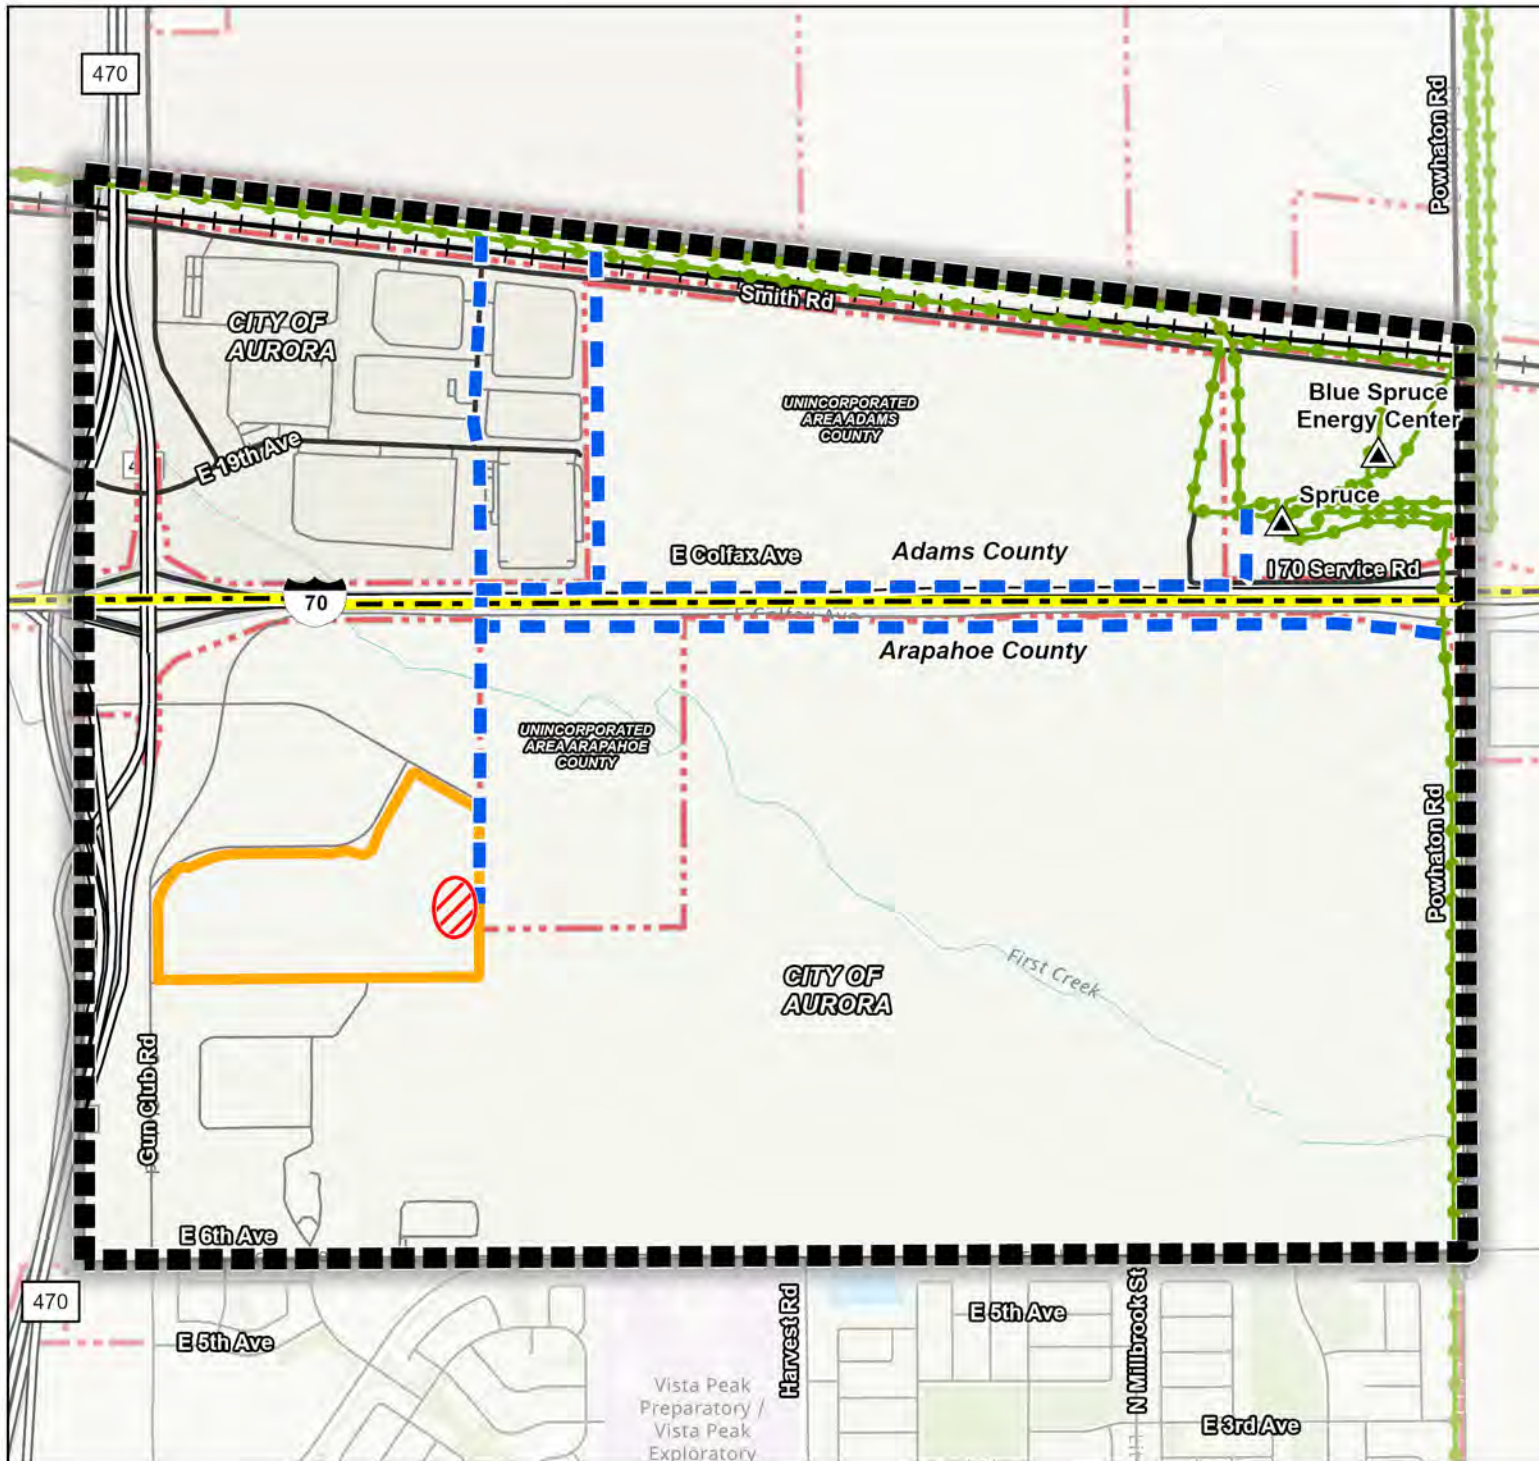 470
Powhaton Rd
Smith Rd
CITY OF
AURORA
Blue Spruce
Energy Center
UNINCORPORATED
AREA ADAMS
COUNTY
E 19th Ave
Spruce
E Colfax Ave
Adams County
I 70 Service Rd
70
E Colfax Ave
Arapahoe County
UNINCORPORATED
AREA ARAPAHOE
COUNTY
Powhaton Rd
First Creek
CITY OF
AURORA
Gun Club Rd
E 6th Ave
470
E 5th Ave
Harvest Rd
E 5th Ave
N Millbrook St
Vista Peak
Preparatory /
Vista Peak
Exploratory
E 3rd Ave